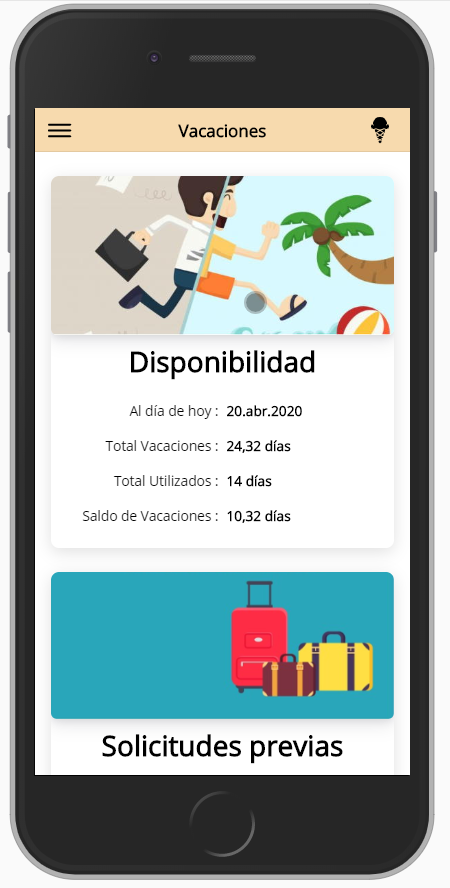 Vacaciones
Disponibilidad
Al día de hoy : 20.abr.2020
Total Vacaciones : 24,32 días
Total Utilizados : 14 días
Saldo de Vacaciones : 10,32 días
Solicitudes previas